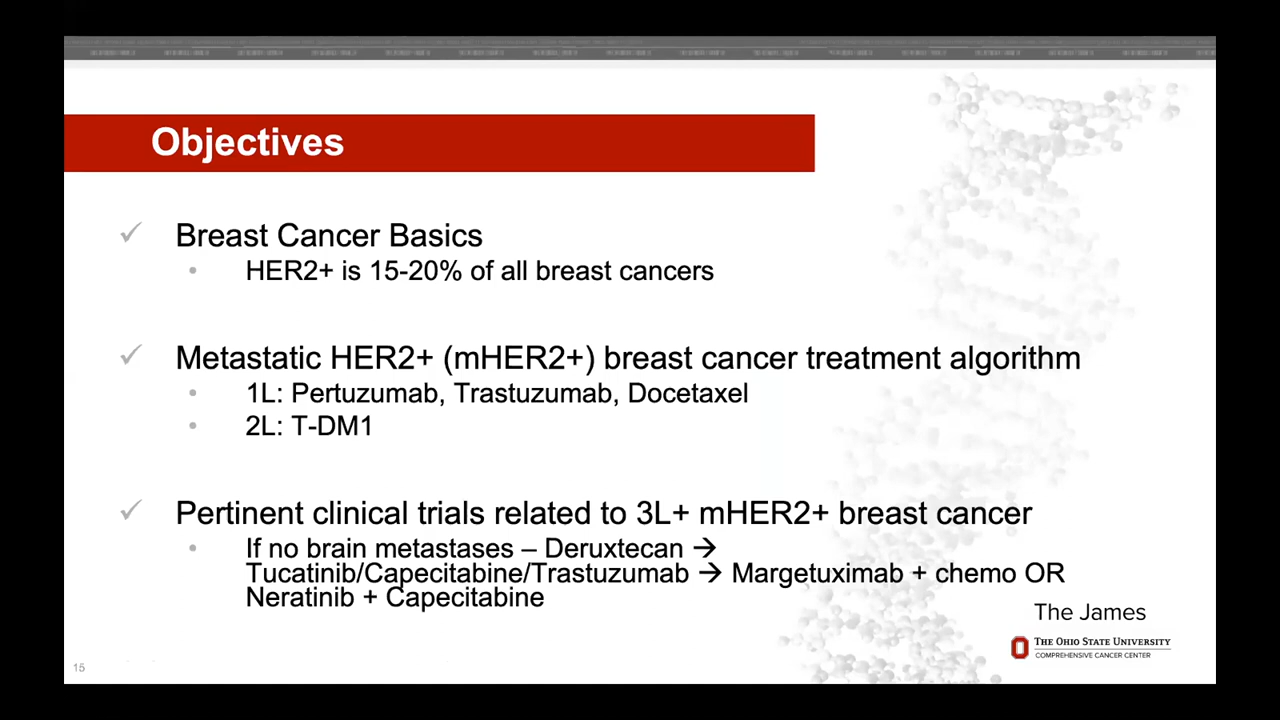 Objectives
✓ Breast Cancer Basics
• HER2+ is 15-20% of all breast cancers
✓ Metastatic HER2+ (mHER2+) breast cancer treatment algorithm
• 1L: Pertuzumab, Trastuzumab, Docetaxel
• 2L: T-DM1
✓ Pertinent clinical trials related to 3L+ mHER2+ breast cancer
• If no brain metastases – Deruxtecan →
Tucatinib/Capecitabine/Trastuzumab → Margetuximab + chemo OR
Neratinib + Capecitabine
The James
THE OHIO STATE UNIVERSITY
COMPREHENSIVE CANCER CENTER
15